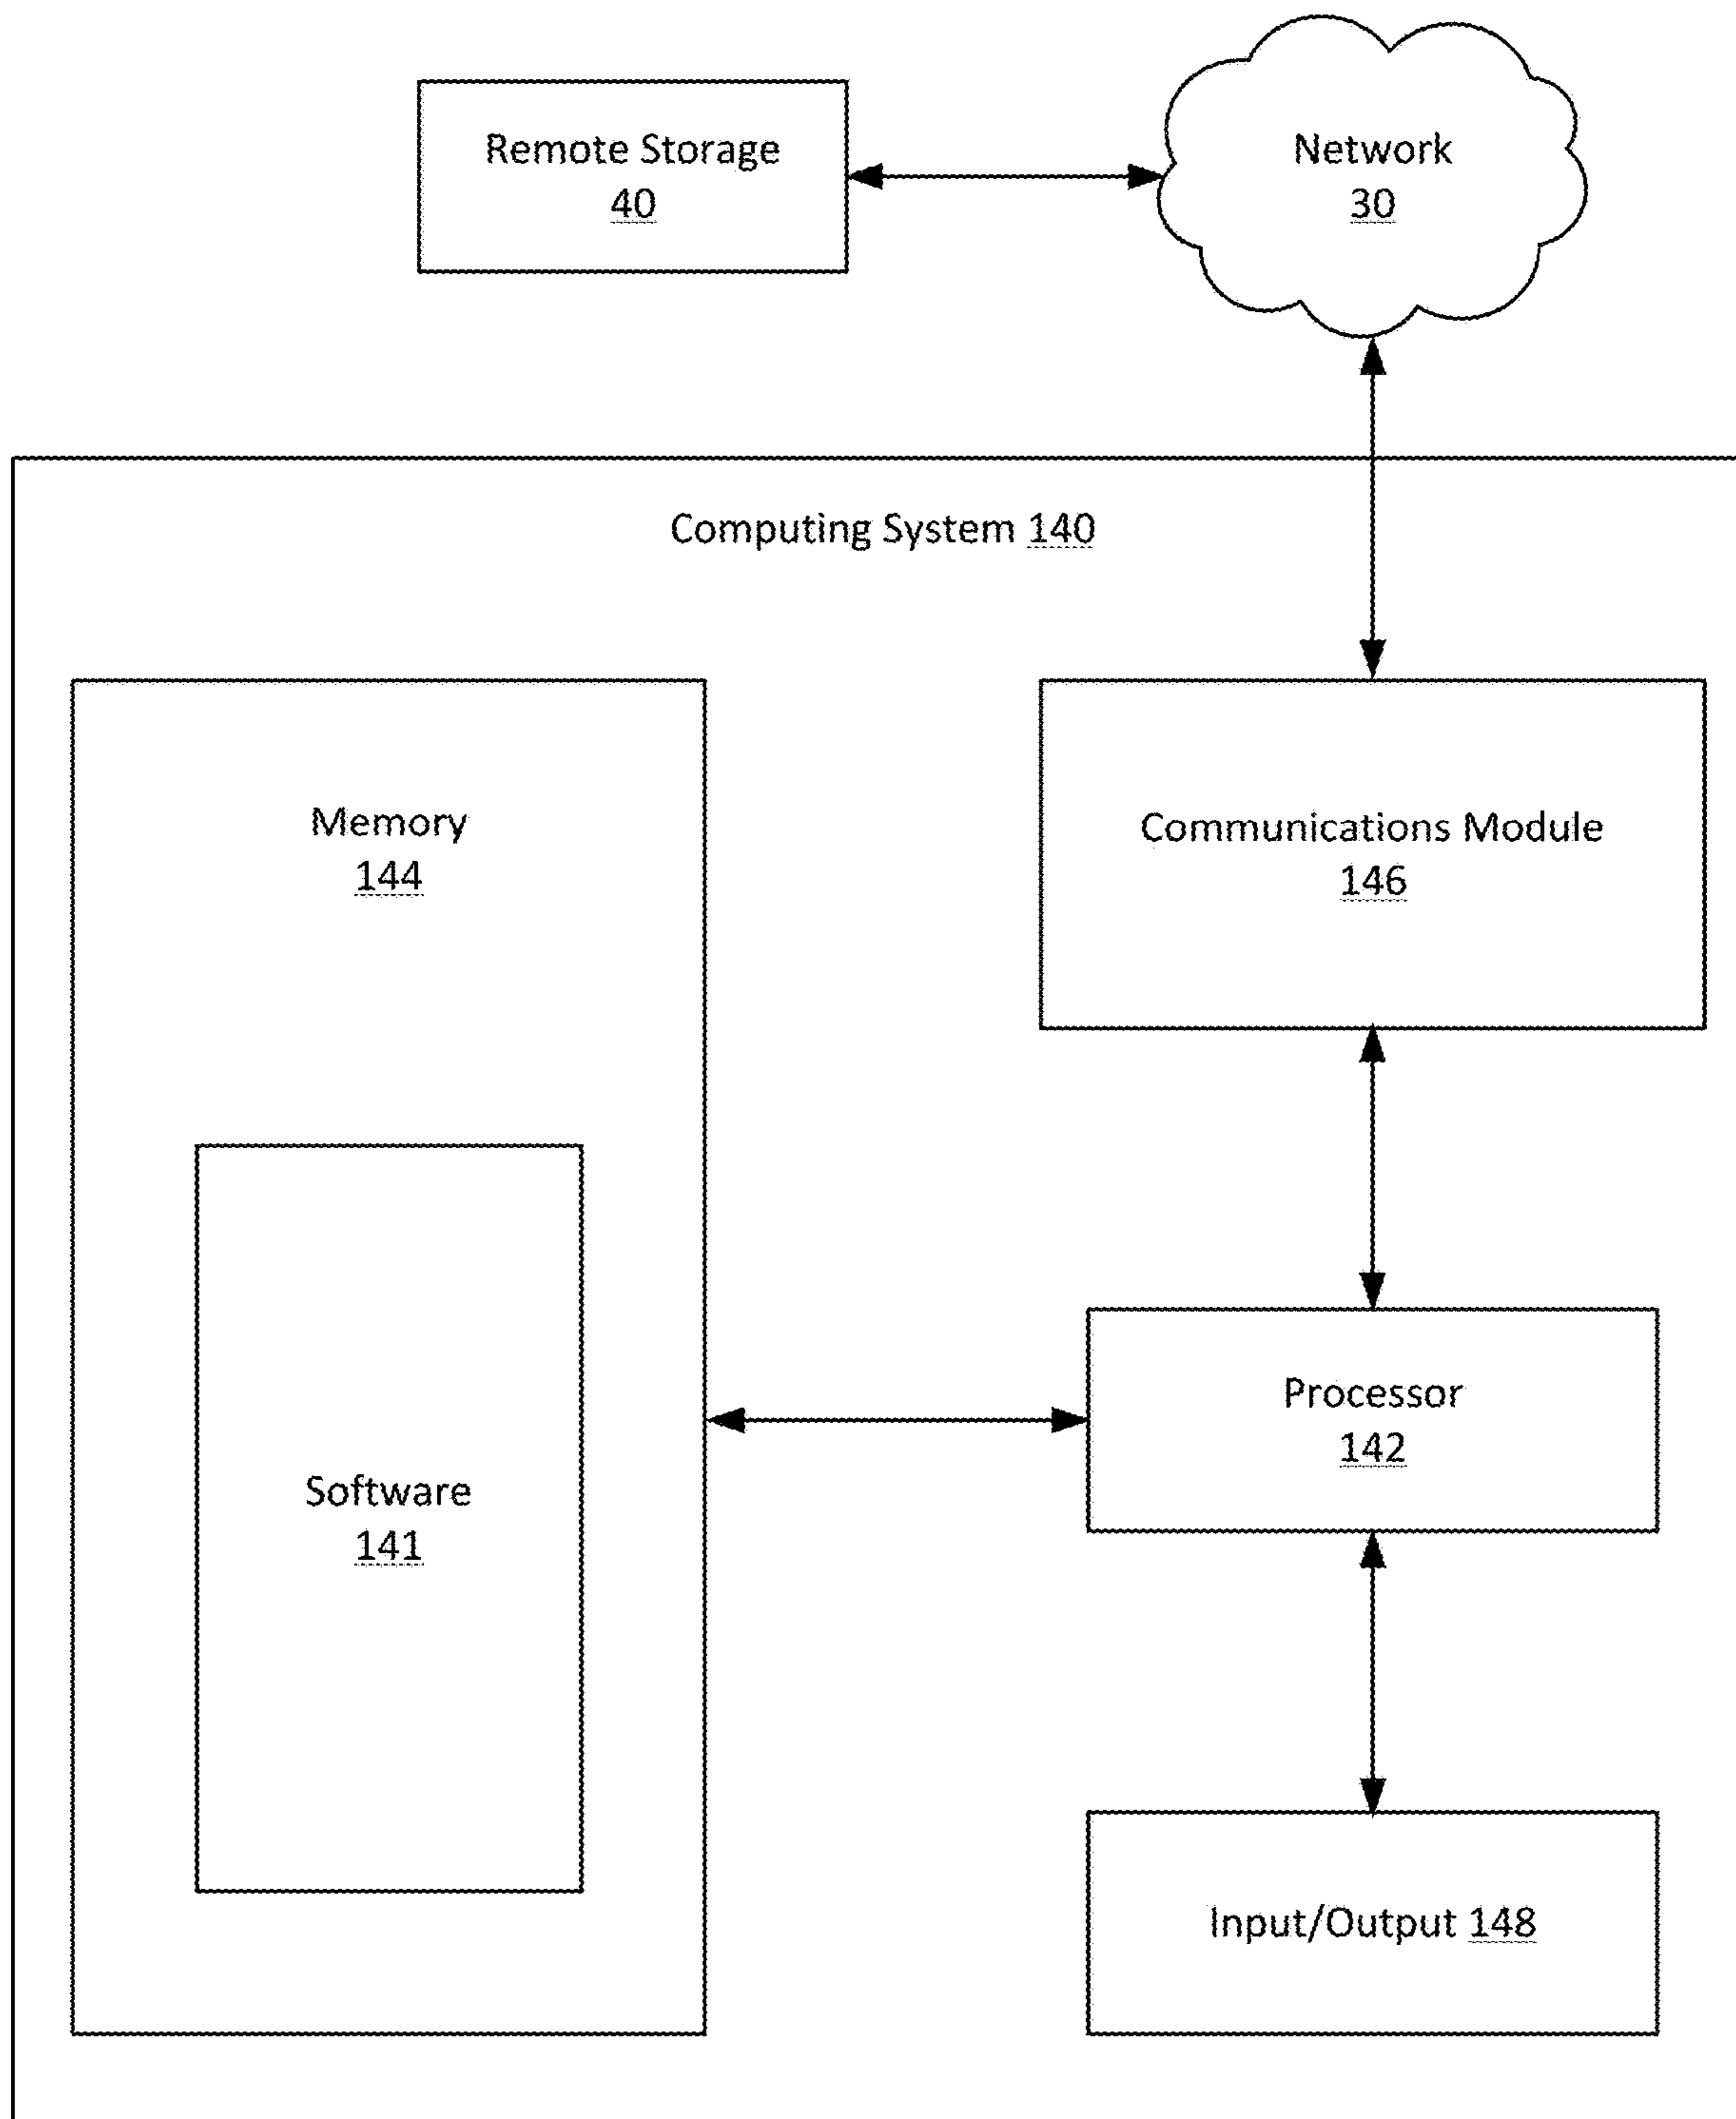 Remote Storage
40
Network
30
Computing System 140
Memory
144
Communications Module
146
Processor
142
Software
141
Input/Output 148